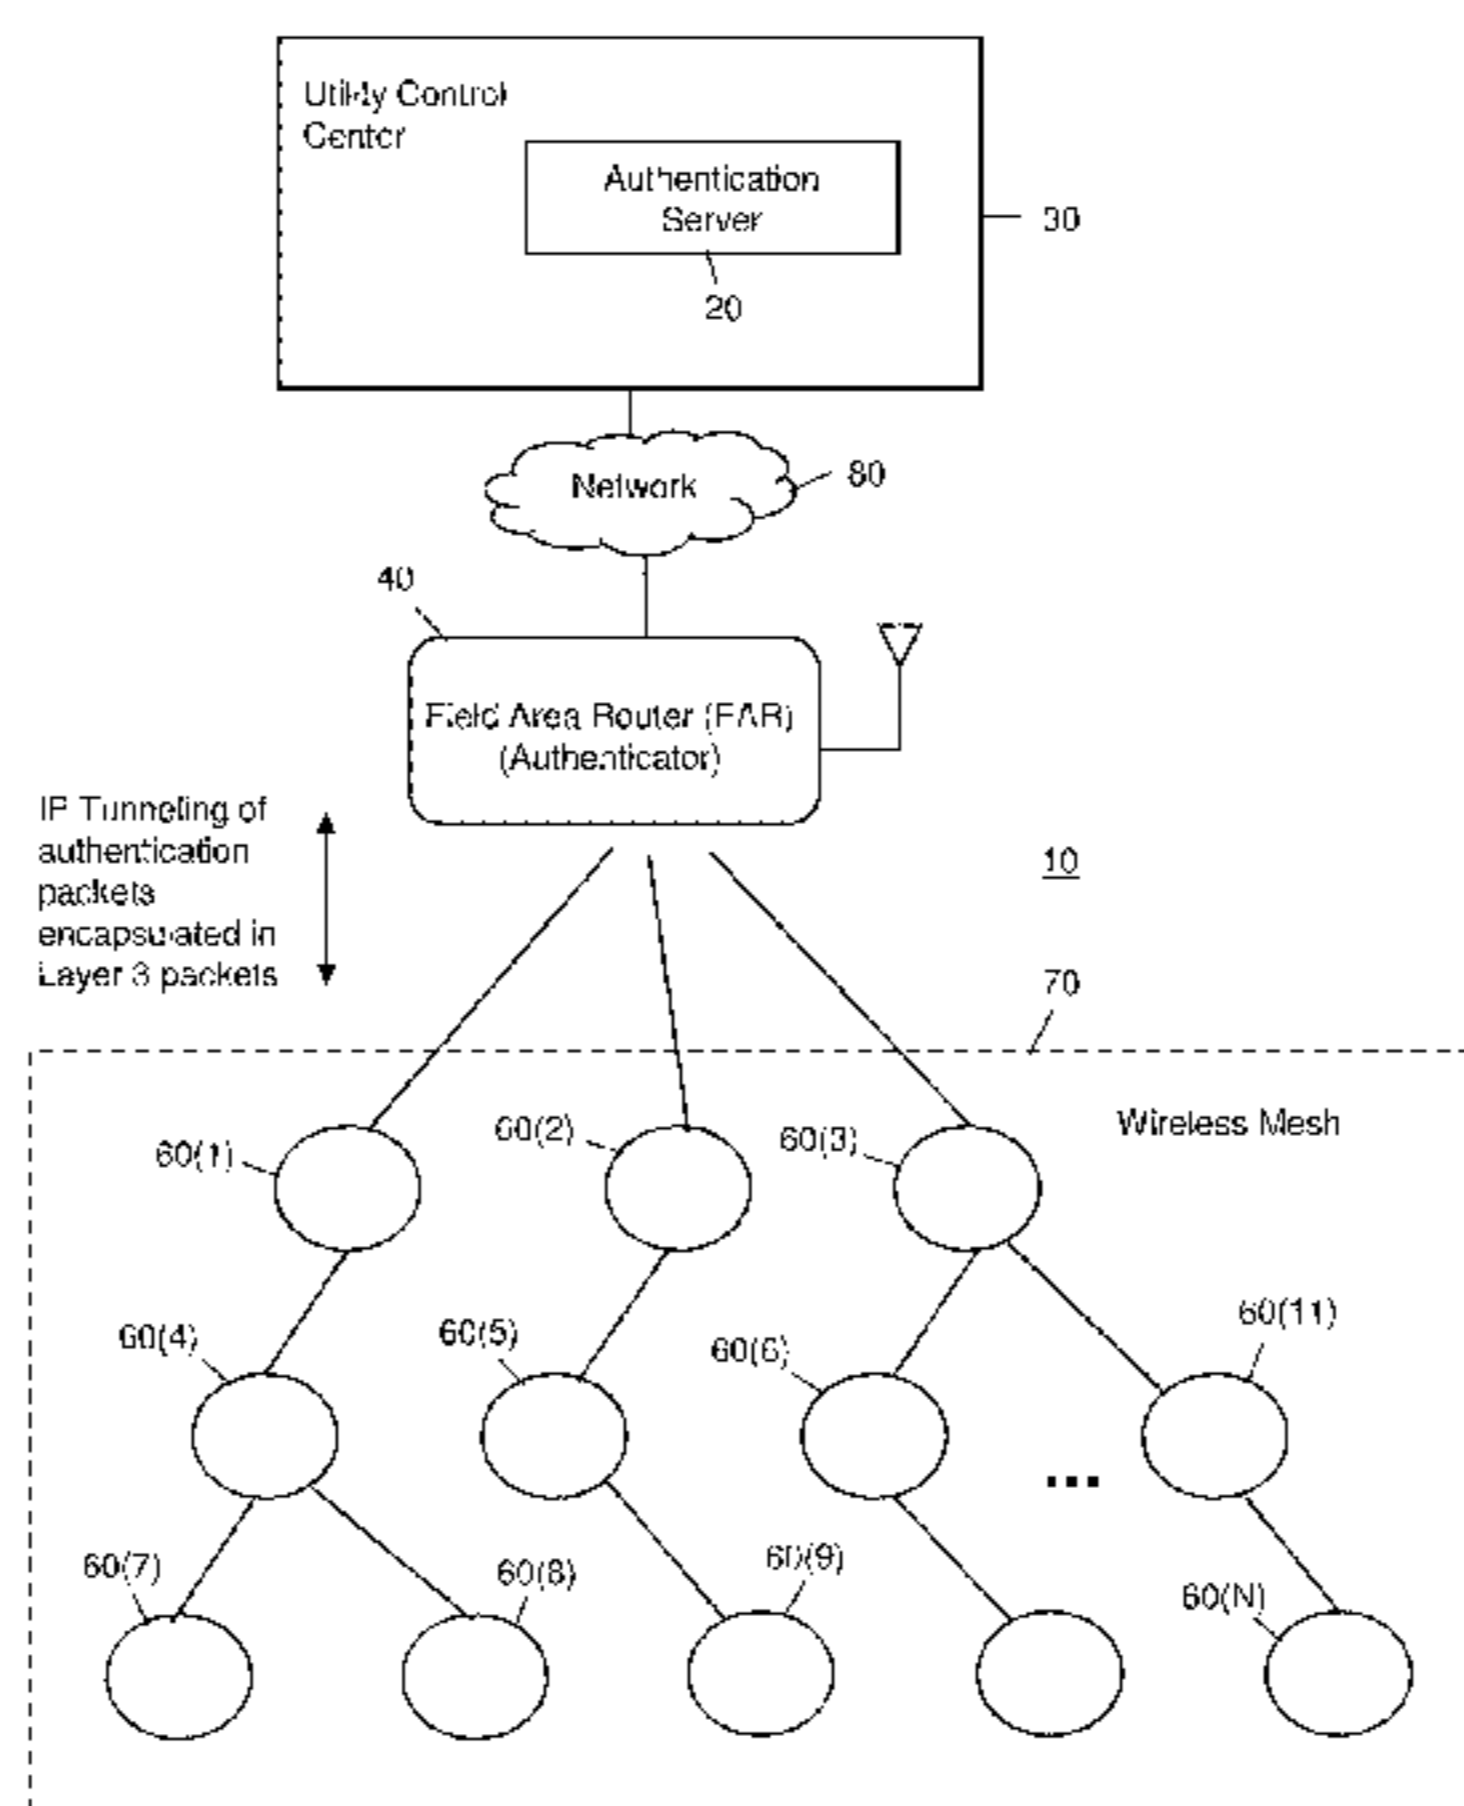 Utility Control
Center
Authentication
Server
30
20
Network
80
40
Field Area Router (FAR)
(Authenticator)
IP Tunneling of
authentication
packets
encapsulated in
Layer 3 packets
10
70
Wireless Mesh
60(1)
60(2)
60(3)
60(4)
60(5)
60(6)
60(11)
...
60(7)
60(8)
60(9)
60(N)